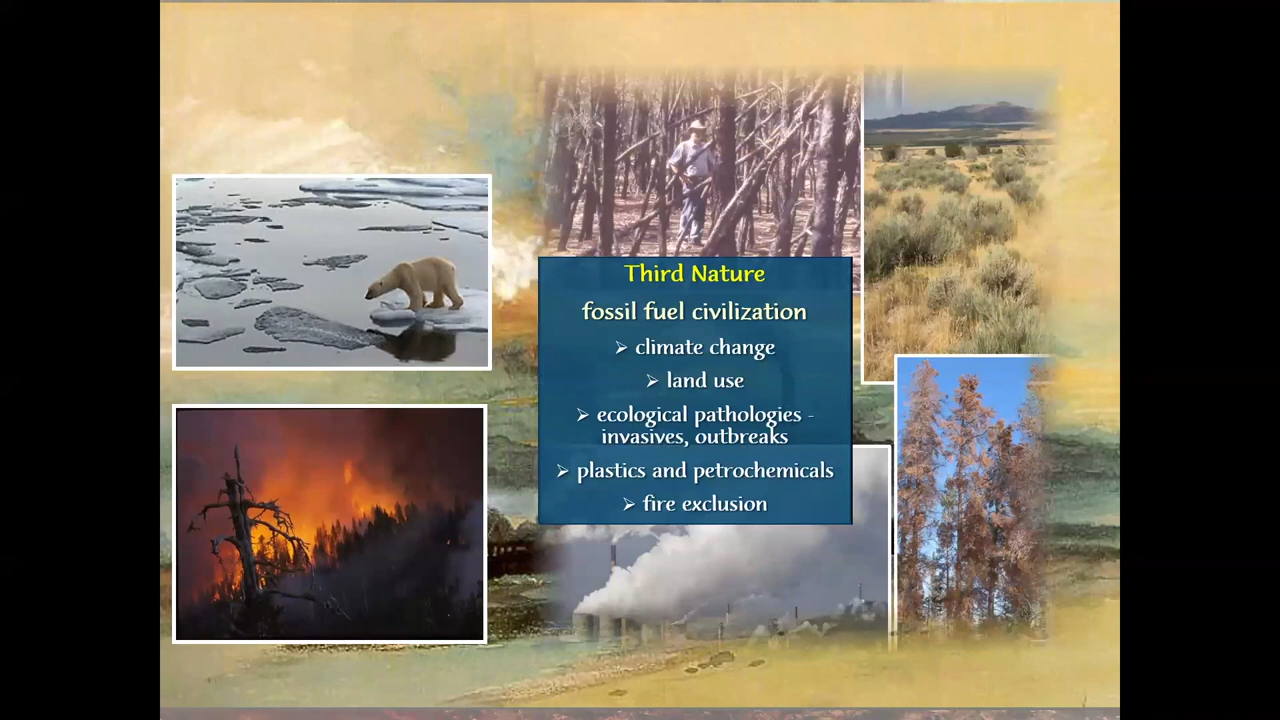 Third Nature
fossil fuel civilization
➢ climate change
➢ land use
➢ ecological pathologies -
invasives, outbreaks
➢ plastics and petrochemicals
➢ fire exclusion